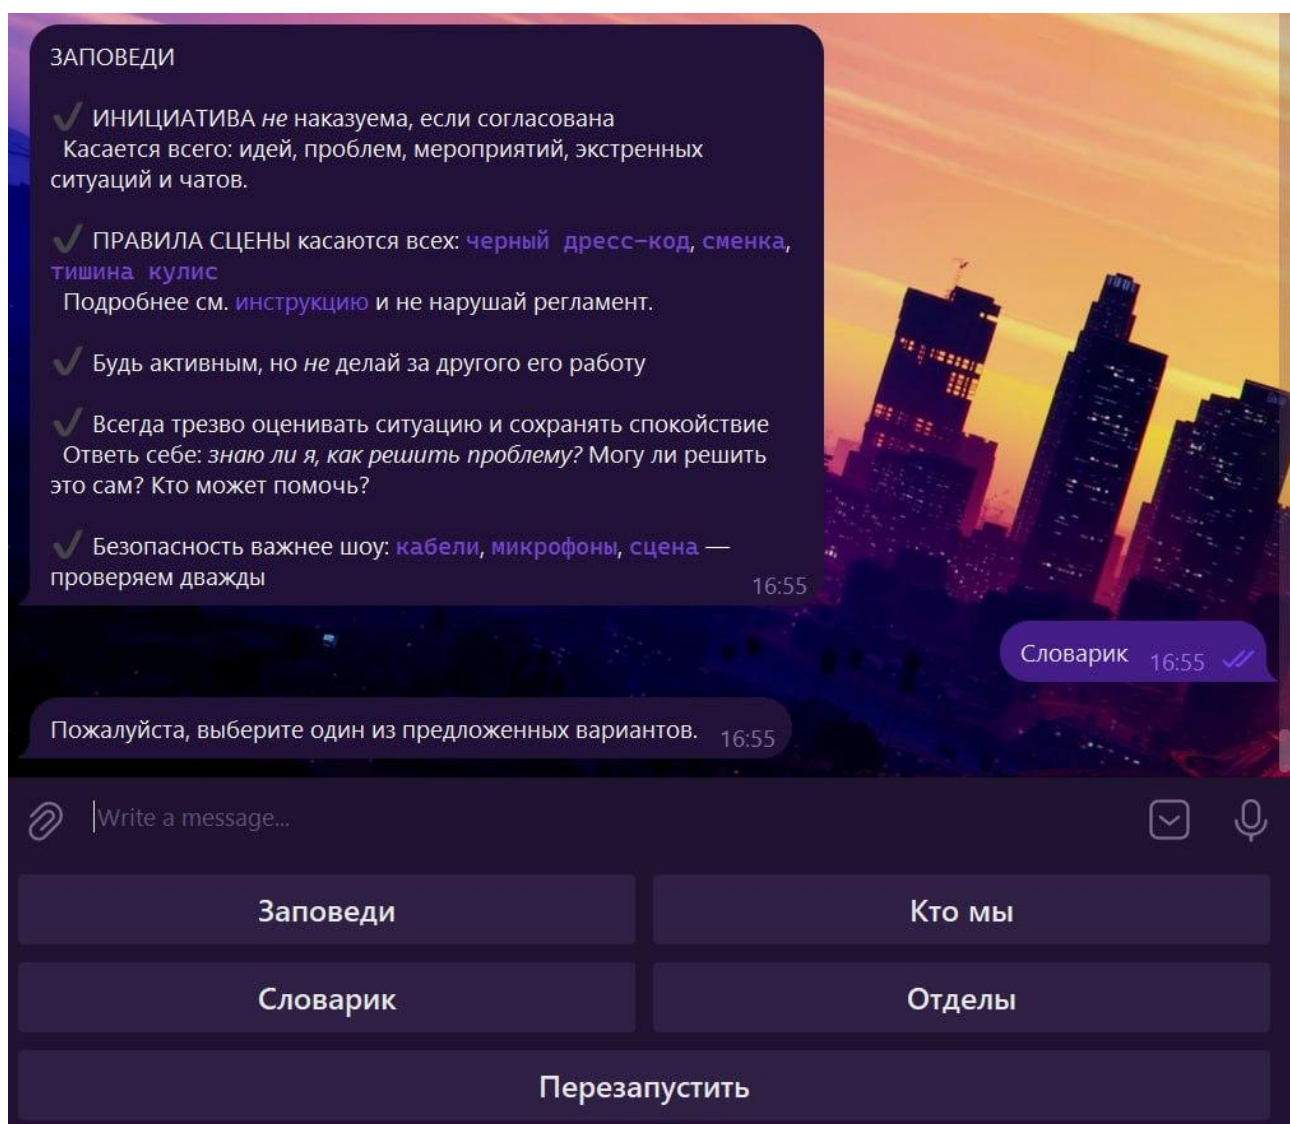 ЗАПОВЕДИ
✔ ИНИЦИАТИВА не наказуема, если согласована
Касается всего: идей, проблем, мероприятий, экстренных
ситуаций и чатов.
✔ ПРАВИЛА СЦЕНЫ касаются всех: черный дресс-код, сменка,
тишина кулис
Подробнее см. инструкцию и не нарушай регламент.
✔ Будь активным, но не делай за другого его работу
✔ Всегда трезво оценивать ситуацию и сохранять спокойствие
Ответь себе: знаю ли я, как решить проблему? Могу ли решить
это сам? Кто может помочь?
✔ Безопасность важнее шоу: кабели, микрофоны, сцена —
проверяем дважды
16:55
Словарик 16:55
Пожалуйста, выберите один из предложенных вариантов. 16:55
Write a message...
Заповеди
Кто мы
Словарик
Отделы
Перезапустить